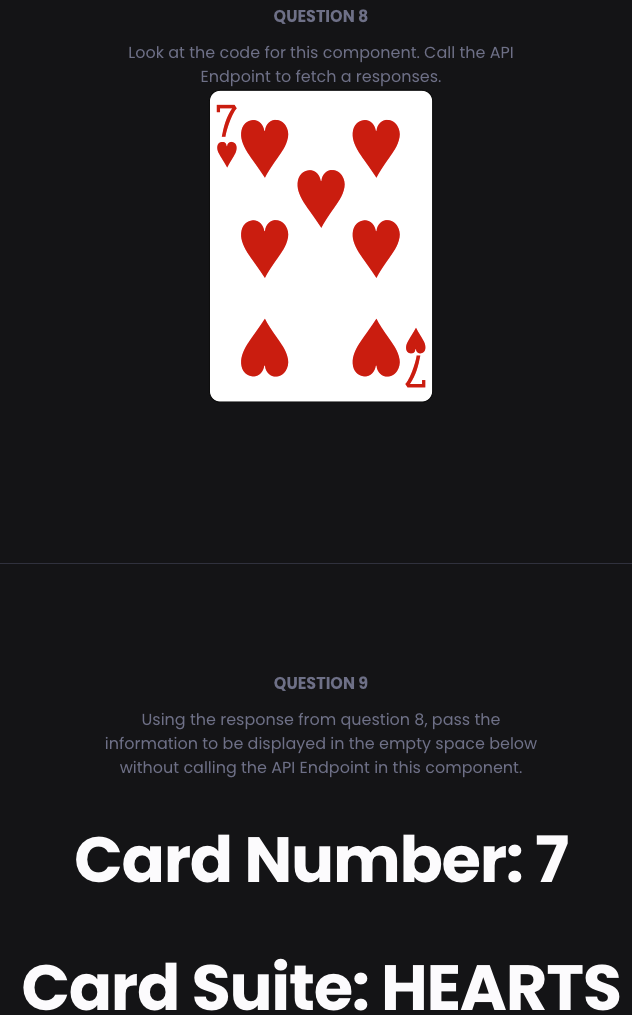 QUESTION 8
Look at the code for this component. Call the API
Endpoint to fetch a responses.
7
7
QUESTION 9
Using the response from question 8, pass the
information to be displayed in the empty space below
without calling the API Endpoint in this component.
Card Number: 7
Card Suite: HEARTS